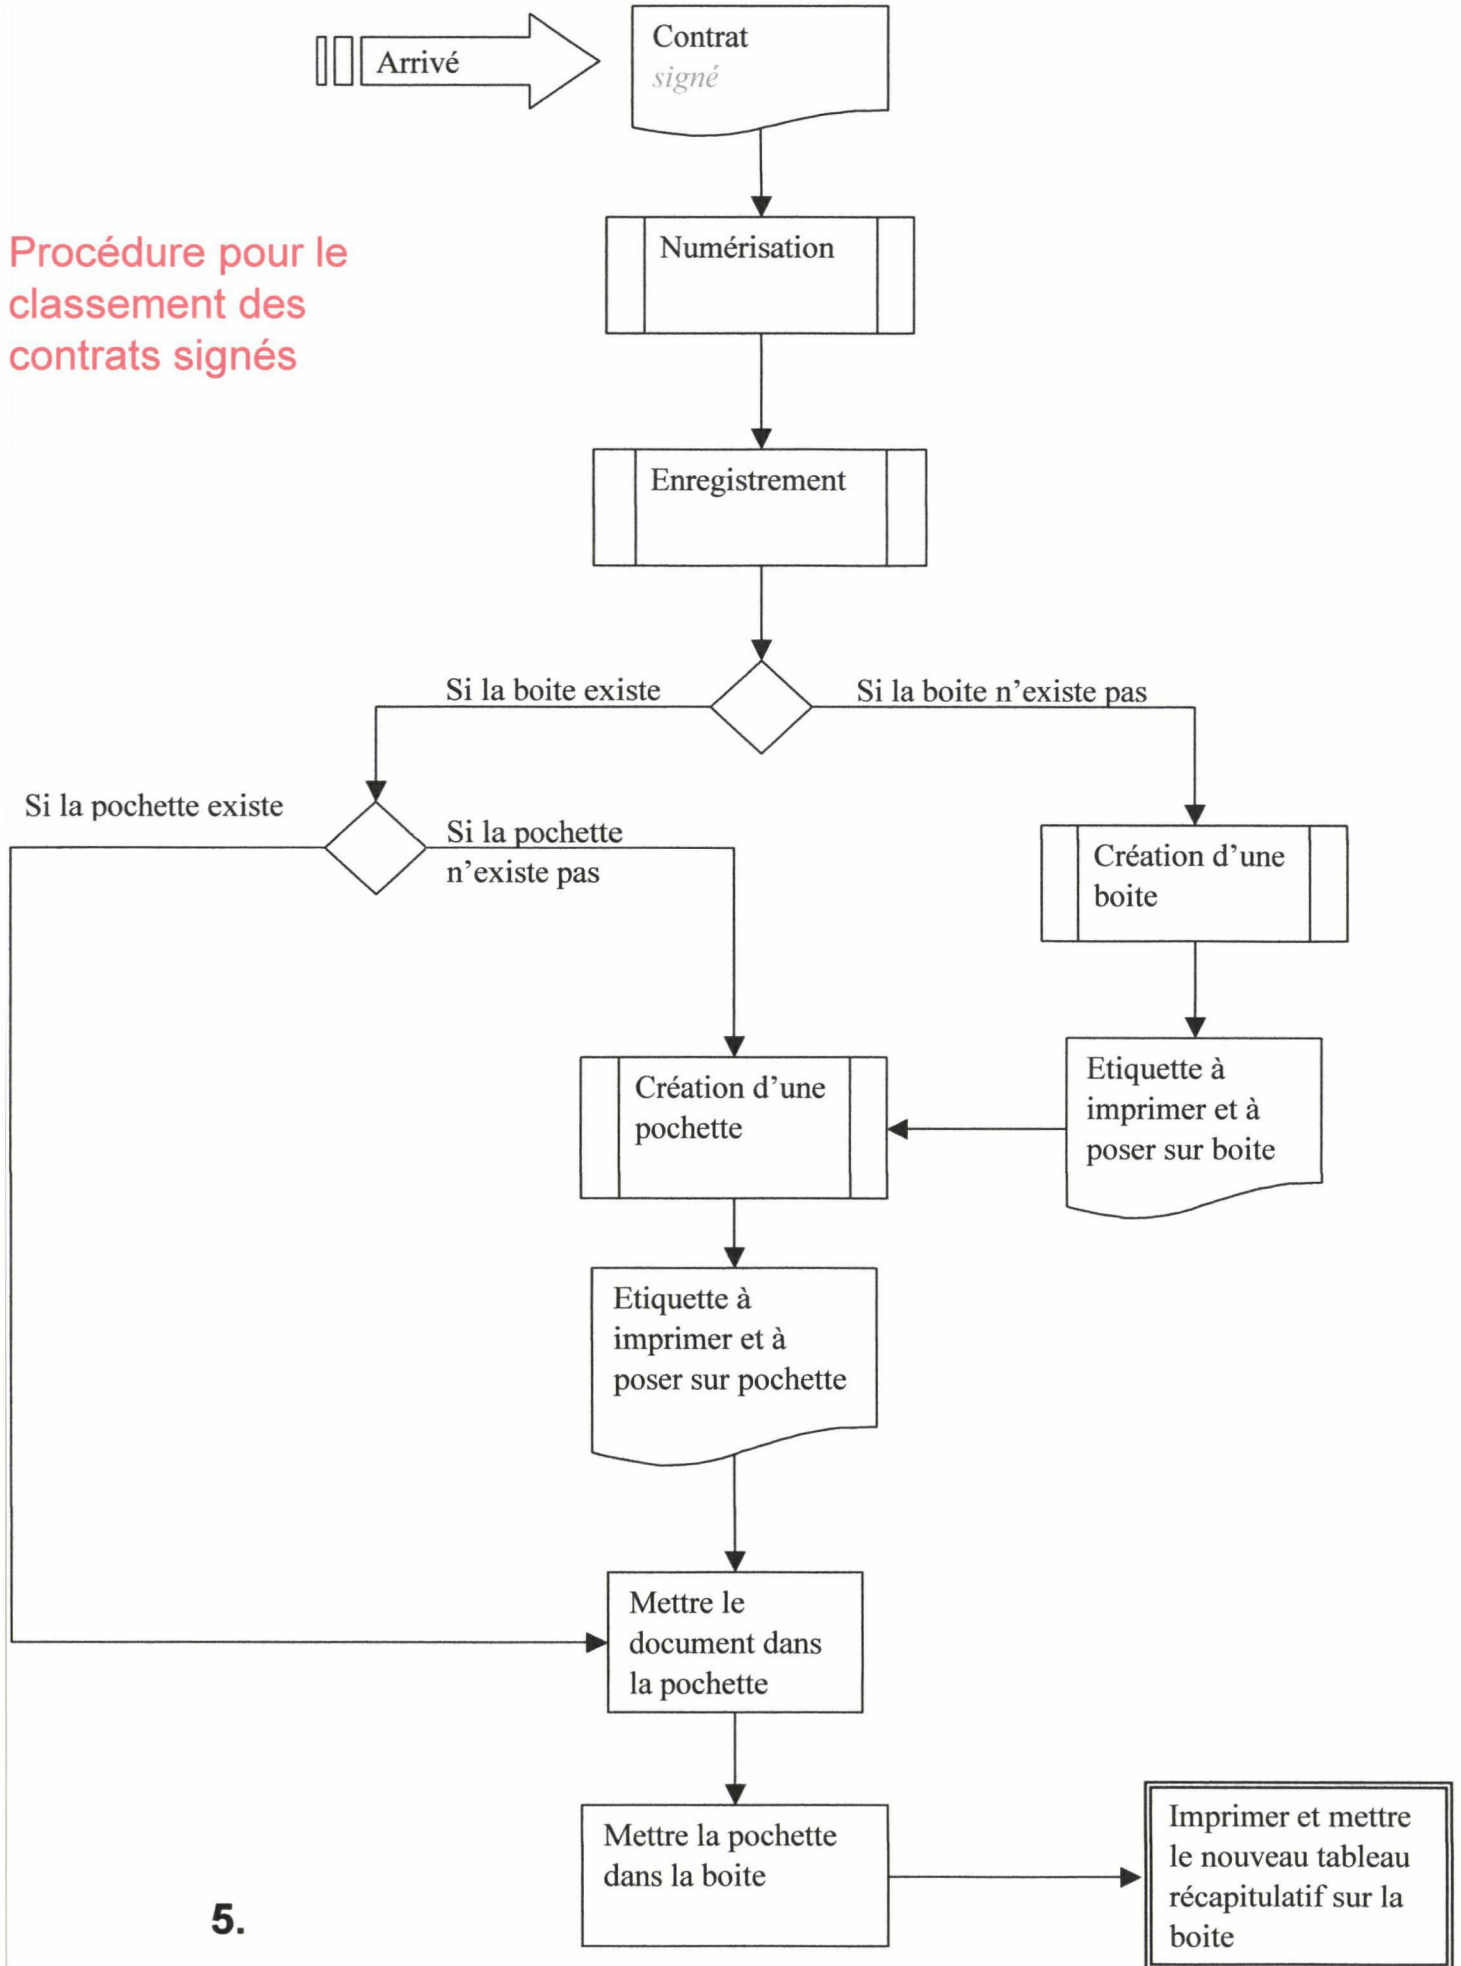 Arrivé
Contrat
signé
Procédure pour le
classement des
contrats signés
Numérisation
Enregistrement
Si la boite existe
Si la boite n’existe pas
Si la pochette existe
Si la pochette
n’existe pas
Création d’une
boite
Création d’une
pochette
Etiquette à
imprimer et à
poser sur boite
Etiquette à
imprimer et à
poser sur pochette
Mettre le
document dans
la pochette
Mettre la pochette
dans la boite
Imprimer et mettre
le nouveau tableau
récapitulatif sur la
boite
5.